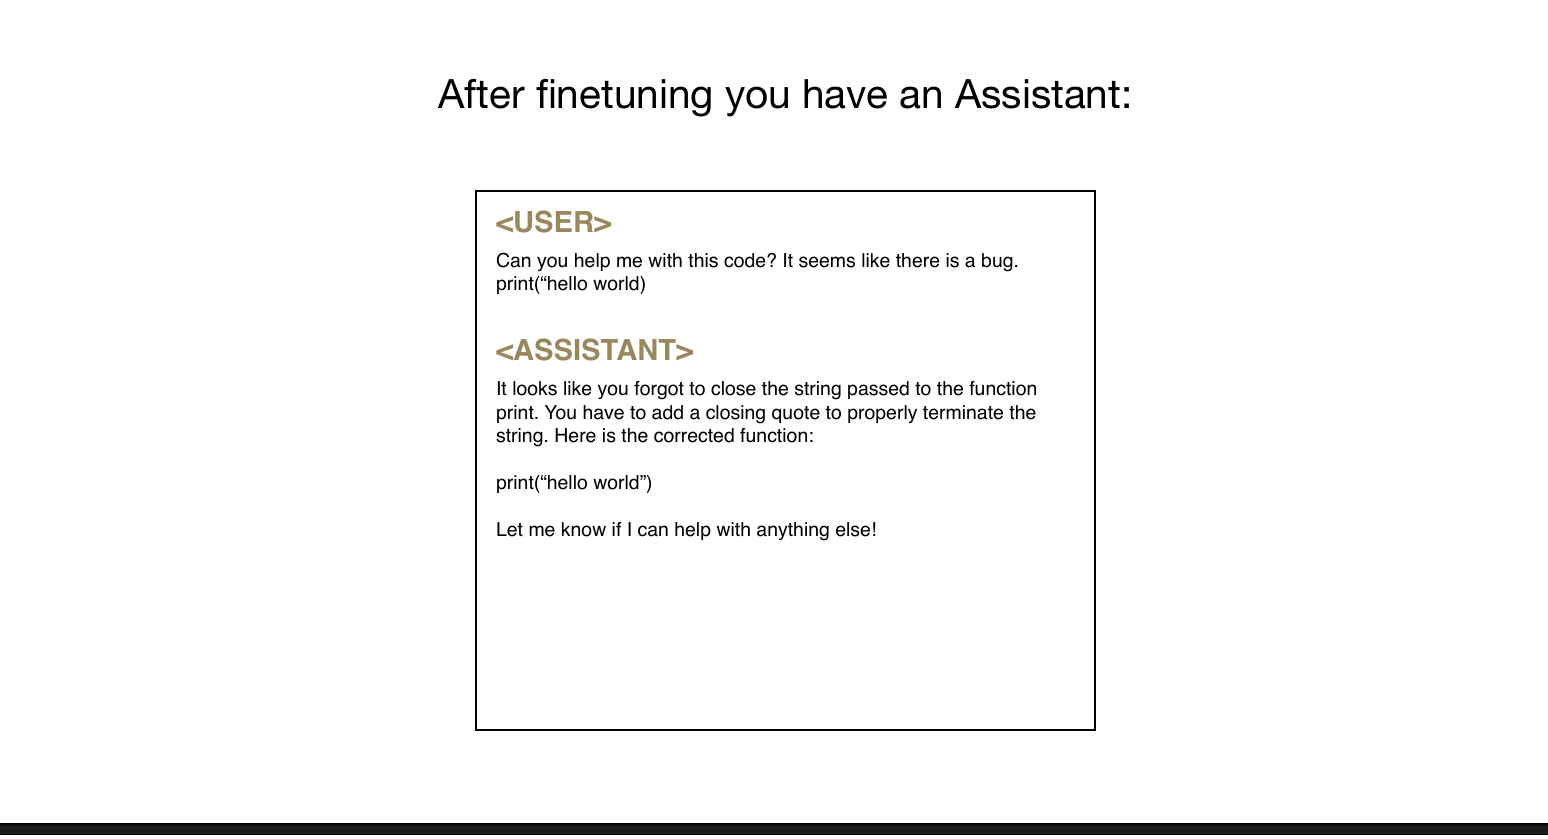 After finetuning you have an Assistant:
<USER>
Can you help me with this code? It seems like there is a bug.
print(“hello world)
<ASSISTANT>
It looks like you forgot to close the string passed to the function
print. You have to add a closing quote to properly terminate the
string. Here is the corrected function:
print(“hello world”)
Let me know if I can help with anything else!